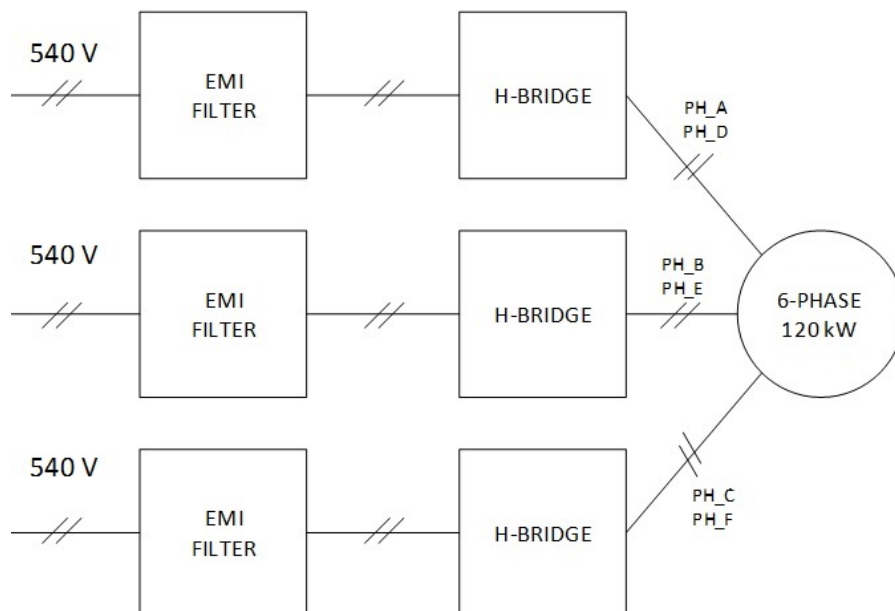 540 V
EMI
FILTER
H-BRIDGE
PH_A
PH_D
540 V
EMI
FILTER
H-BRIDGE
PH_B
PH_E
6-PHASE
120 kW
540 V
EMI
FILTER
H-BRIDGE
PH_C
PH_F